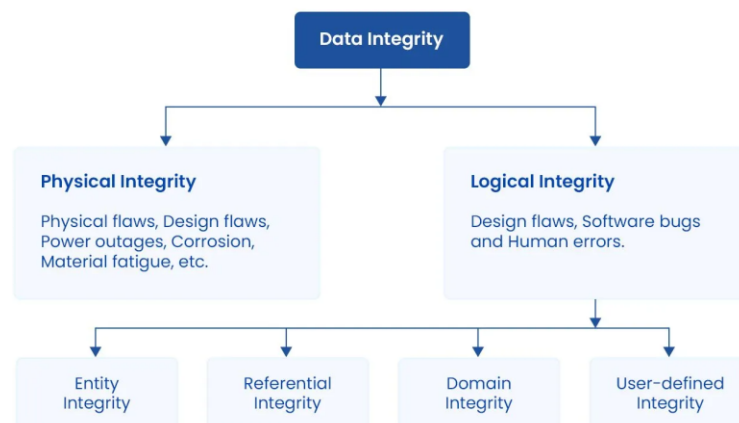 Data Integrity
Physical Integrity
Physical flaws, Design flaws,
Power outages, Corrosion,
Material fatigue, etc.
Logical Integrity
Design flaws, Software bugs
and Human errors.
Entity
Integrity
Referential
Integrity
Domain
Integrity
User-defined
Integrity